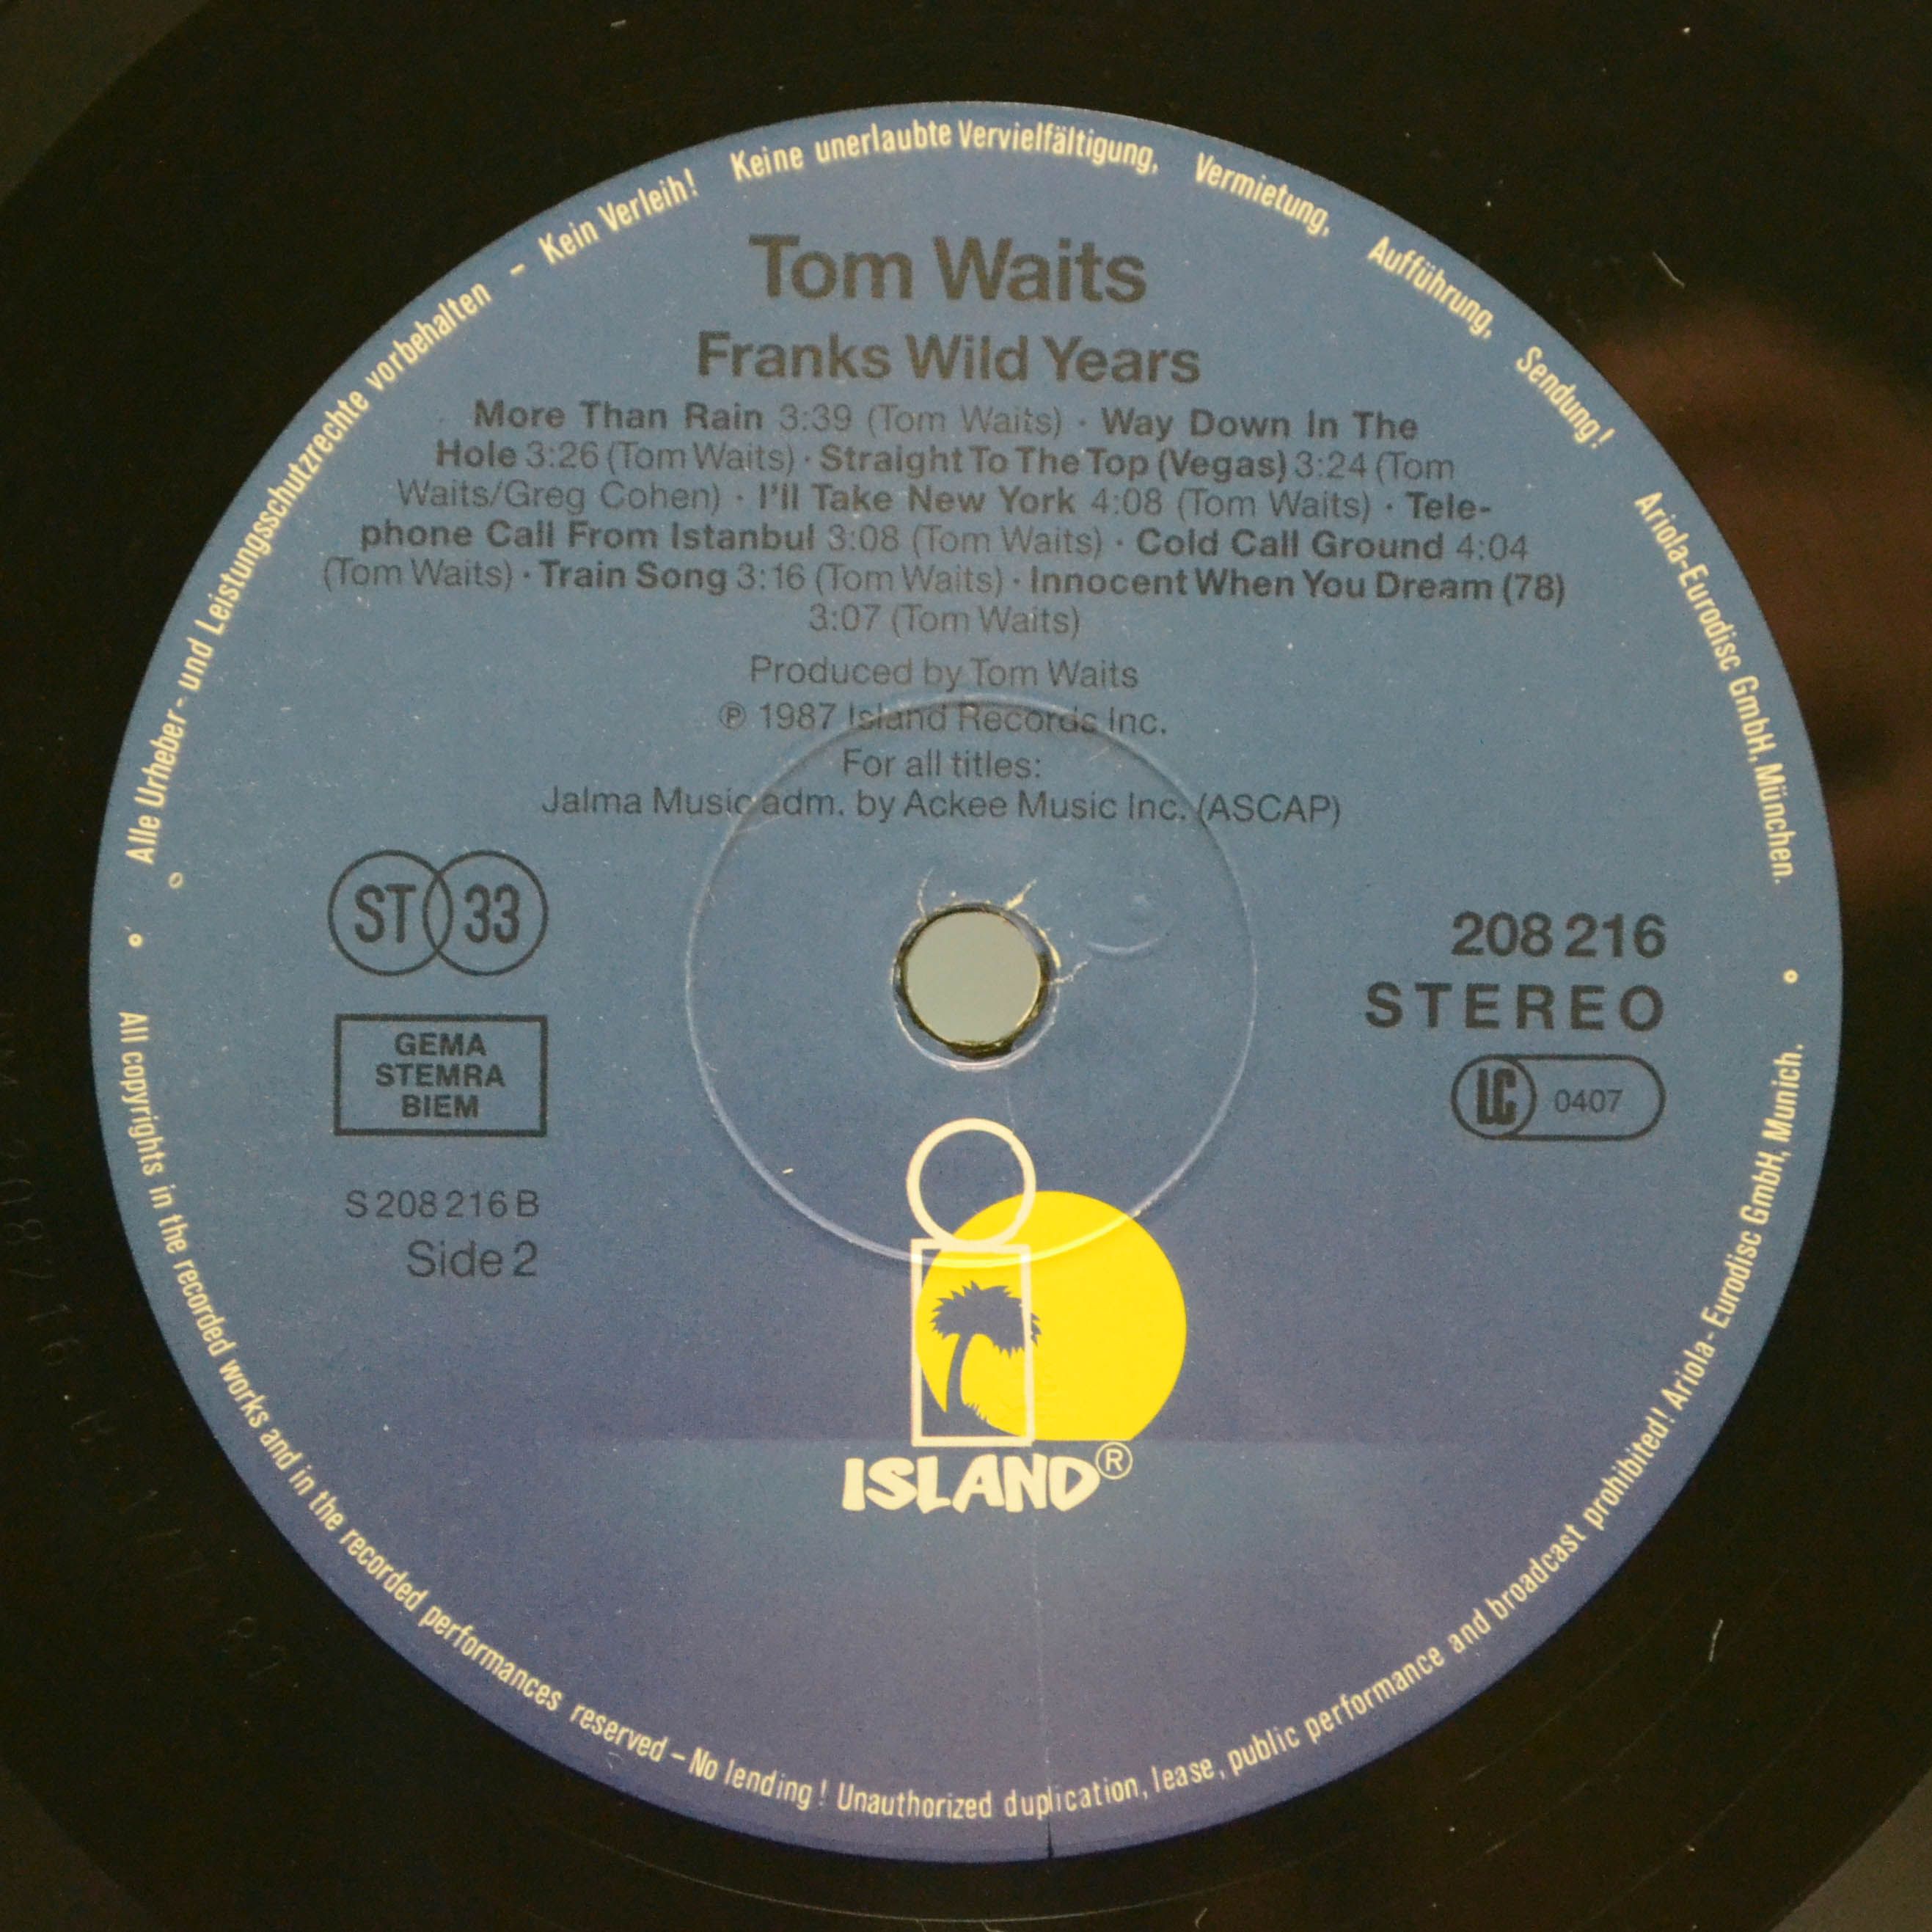 Alle Urheber- und Leistungsschutzrechte vorbehalten – Kein Verleih! Keine unerlaubte Vervielfältigung, Vermietung, Aufführung, Sendung! Ariola-Eurodisc GmbH, München.
Tom Waits
Franks Wild Years
More Than Rain 3:39 (Tom Waits) · Way Down In The
Hole 3:26 (Tom Waits) · Straight To The Top (Vegas) 3:24 (Tom
Waits/Greg Cohen) · I'll Take New York 4:08 (Tom Waits) · Tele-
phone Call From Istanbul 3:08 (Tom Waits) · Cold Call Ground 4:04
(Tom Waits) · Train Song 3:16 (Tom Waits) · Innocent When You Dream (78)
3:07 (Tom Waits)
Produced by Tom Waits
℗ 1987 Island Records Inc.
For all titles:
Jalma Music adm. by Ackee Music Inc. (ASCAP)
ST 33
GEMA
STEMRA
BIEM
S 208 216 B
Side 2
208 216
STEREO
LC 0407
ISLAND®
All copyrights in the recorded works and in the recorded performances reserved – No lending! Unauthorized duplication, lease, public performance and broadcast prohibited! Ariola-Eurodisc GmbH, Munich.